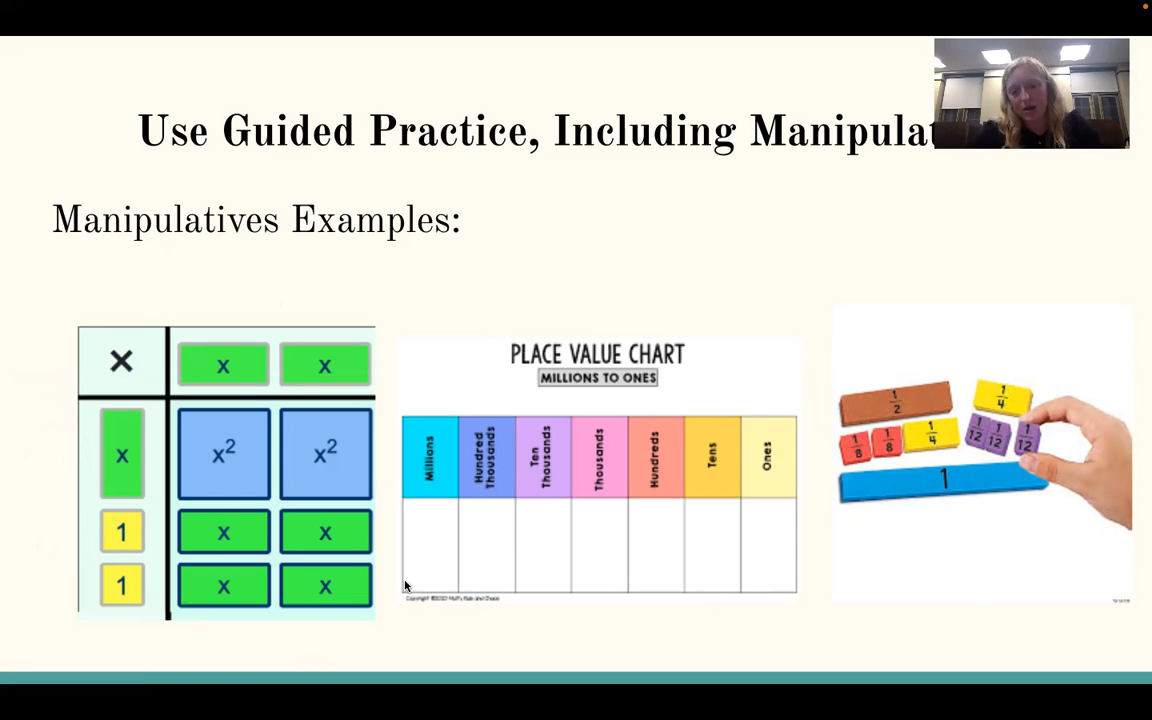 Use Guided Practice, Including Manipulat
Manipulatives Examples:
× x x
x x² x²
1 x x
1 x x
PLACE VALUE CHART
MILLIONS TO ONES
Millions
Hundred
Thousands
Ten
Thousands
Thousands
Hundreds
Tens
Ones
1/2 1/4
1/8 1/8 1/4 1/12 1/12 1/12
1